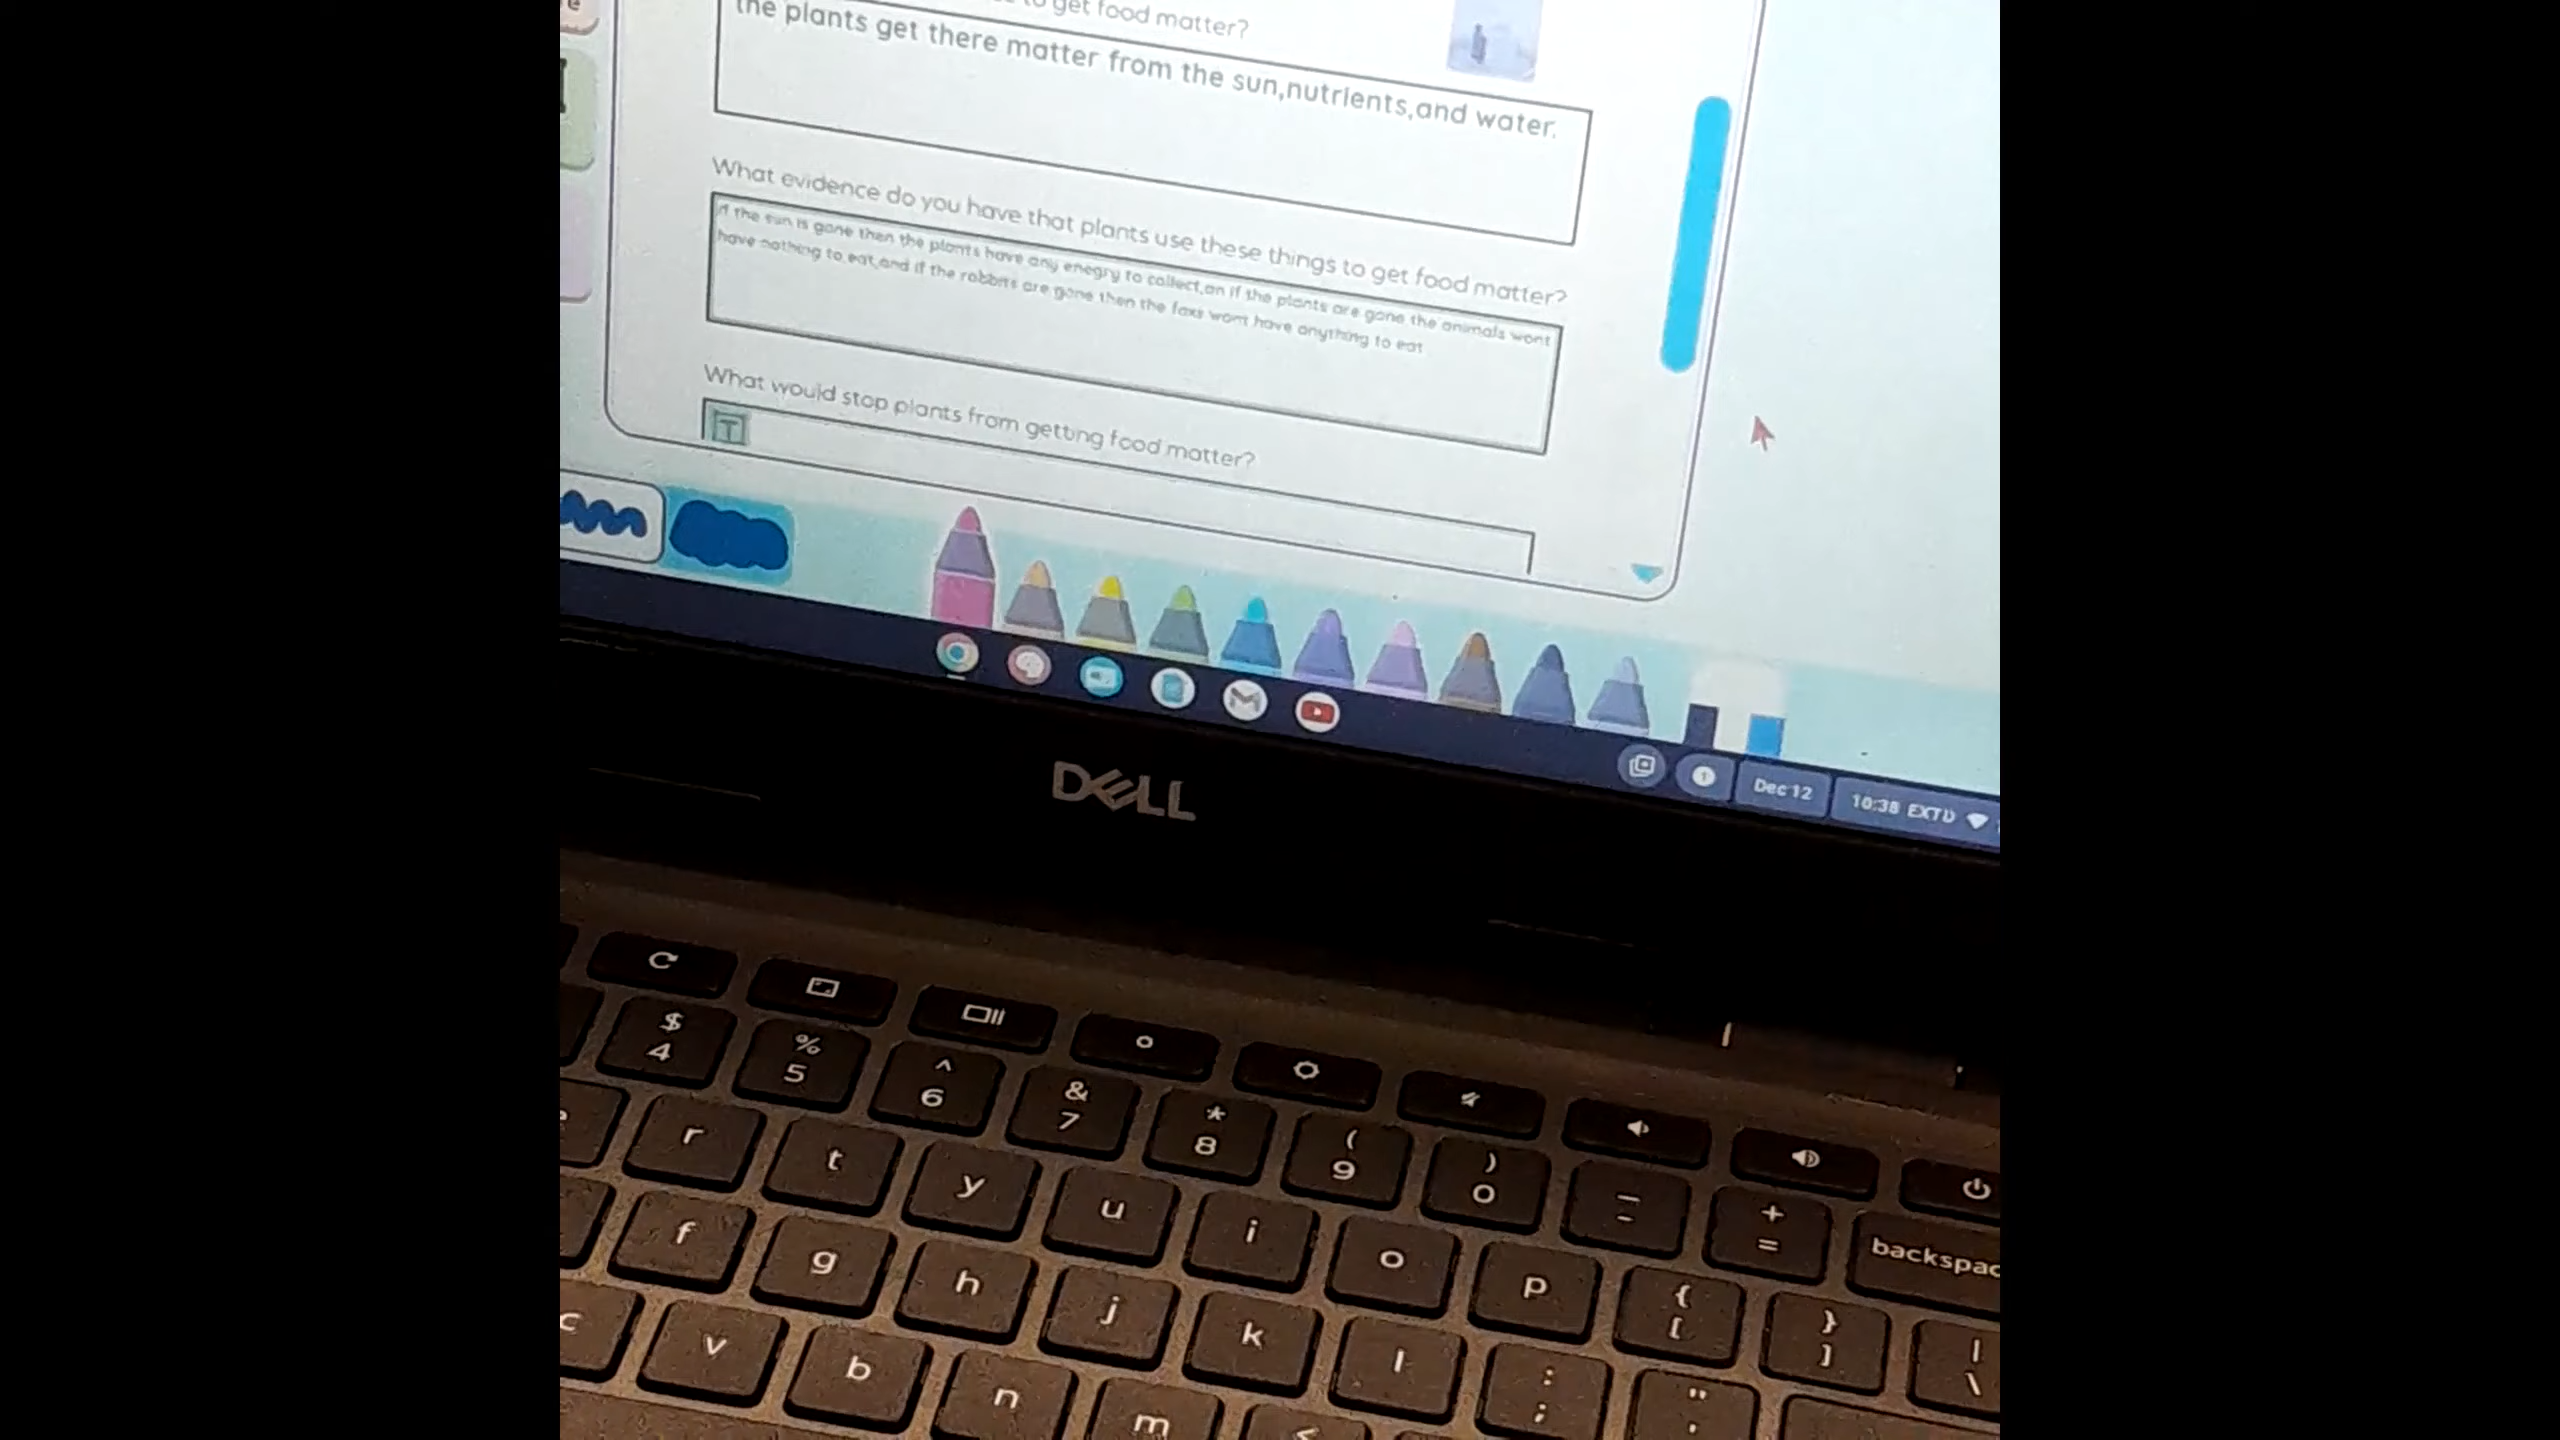 e
to get food matter?
the plants get there matter from the sun,nutrients,and water.
What evidence do you have that plants use these things to get food matter?
if the sun is gone then the plants have any enegry to collect,an if the plants are gone the animals wont
have nothing to eat,and if the rabbits are gone then the foxs wont have anything to eat
What would stop plants from getting food matter?
T
Dec 12
10:38 EXTD
DELL
$ % ^ & * ( ) _ +
4 5 6 7 8 9 0 - = backspac
e r t y u i o p { [ } ] | \
f g h j k l : ; " '
c v b n m <